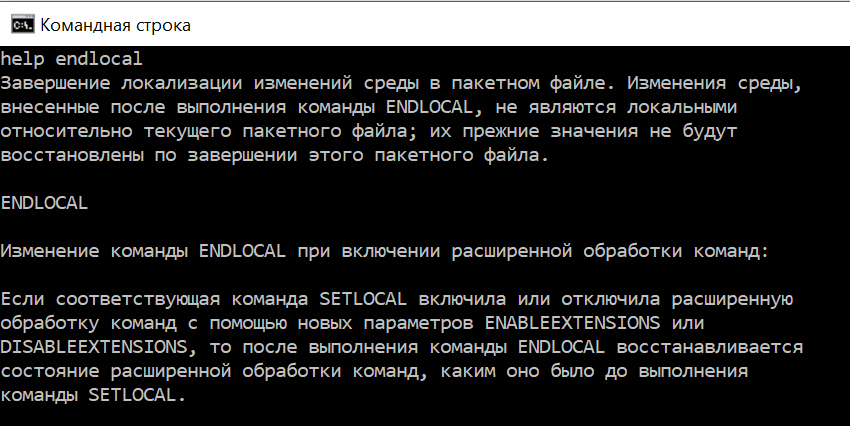 Командная строка
help endlocal
Завершение локализации изменений среды в пакетном файле. Изменения среды,
внесенные после выполнения команды ENDLOCAL, не являются локальными
относительно текущего пакетного файла; их прежние значения не будут
восстановлены по завершении этого пакетного файла.
ENDLOCAL
Изменение команды ENDLOCAL при включении расширенной обработки команд:
Если соответствующая команда SETLOCAL включила или отключила расширенную
обработку команд с помощью новых параметров ENABLEEXTENSIONS или
DISABLEEXTENSIONS, то после выполнения команды ENDLOCAL восстанавливается
состояние расширенной обработки команд, каким оно было до выполнения
команды SETLOCAL.